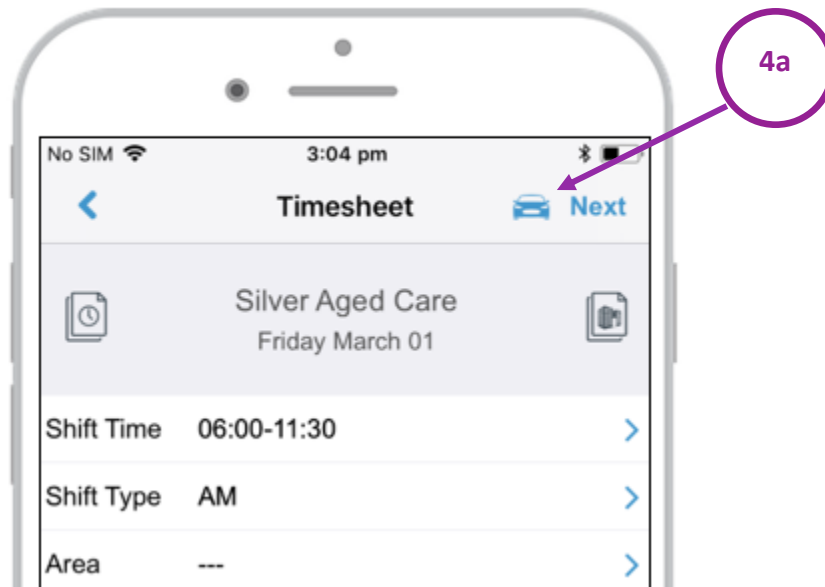 4a
No SIM 3:04 pm
Timesheet Next
Silver Aged Care
Friday March 01
Shift Time 06:00-11:30
Shift Type AM
Area ---